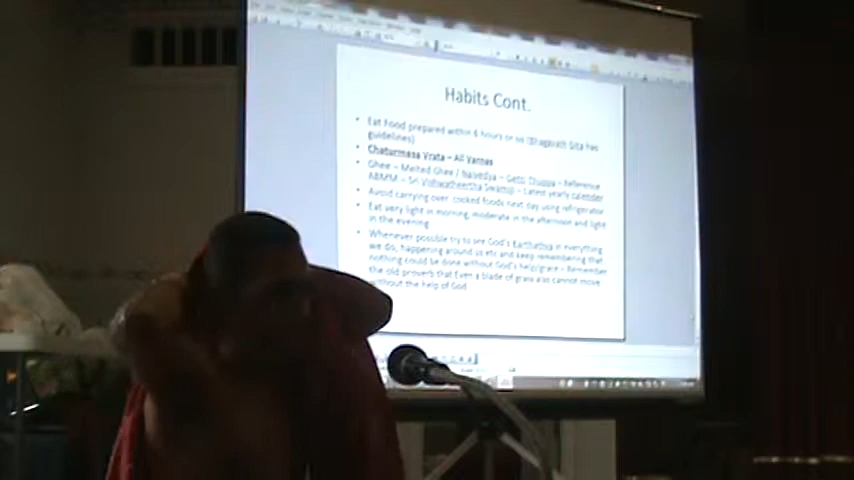 Habits Cont.
• Eat Food prepared within 6 hours or so (Bhagavath Gita has
guidelines)
• Chaturmasa Vrata – All Varnas
• Ghee – Melted Ghee / Naivedya – Getti Thuppa – Reference
ABMM – Sri Vishwatheertha Swamiji – Latest yearly calender
• Avoid carrying over cooked foods next day using refrigerator
• Eat very light in morning, moderate in the afternoon and light
in the evening
• Whenever possible try to see God's in everything
we do, happening around us etc and keep remembering that
nothing could be done without God's help/grace – Remember
the old proverb that Even a blade of grass also cannot move
without the help of God